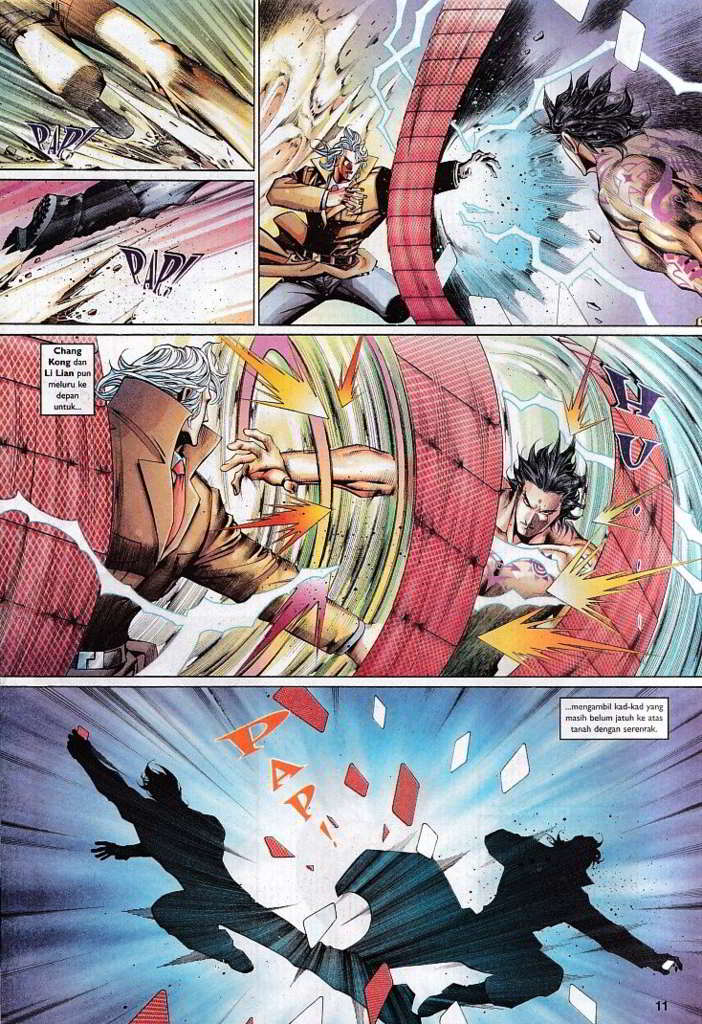 PAP!
PAP!
Chang
Kong dan
Li Lian pun
meluru ke
depan
untuk...
HU
...mengambil kad-kad yang
masih belum jatuh ke atas
tanah dengan serenrak.
PAP!
11